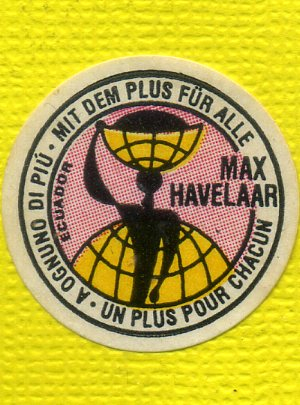 MIT DEM PLUS FÜR ALLE · UN PLUS POUR CHACUN · A OGNUNO DI PIÙ ·
MAX
HAVELAAR
ECUADOR